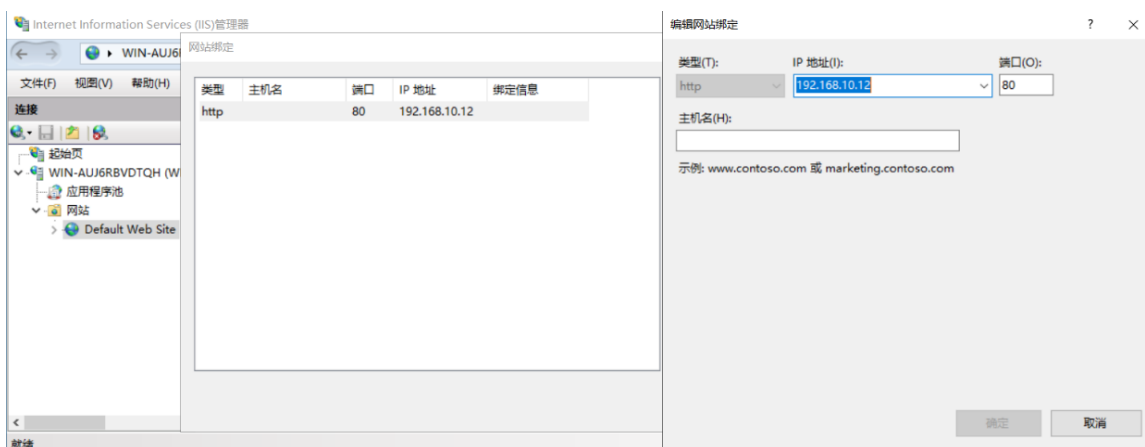 Internet Information Services (IIS)管理器
WIN-AUJ6
文件(F) 视图(V) 帮助(H)
连接
起始页
WIN-AUJ6RBVDTQH (W
应用程序池
网站
Default Web Site
就绪
网站绑定
类型 主机名 端口 IP 地址 绑定信息
http 80 192.168.10.12
编辑网站绑定 ? ×
类型(T): IP 地址(I): 端口(O):
http 192.168.10.12 80
主机名(H):
示例: www.contoso.com 或 marketing.contoso.com
确定 取消